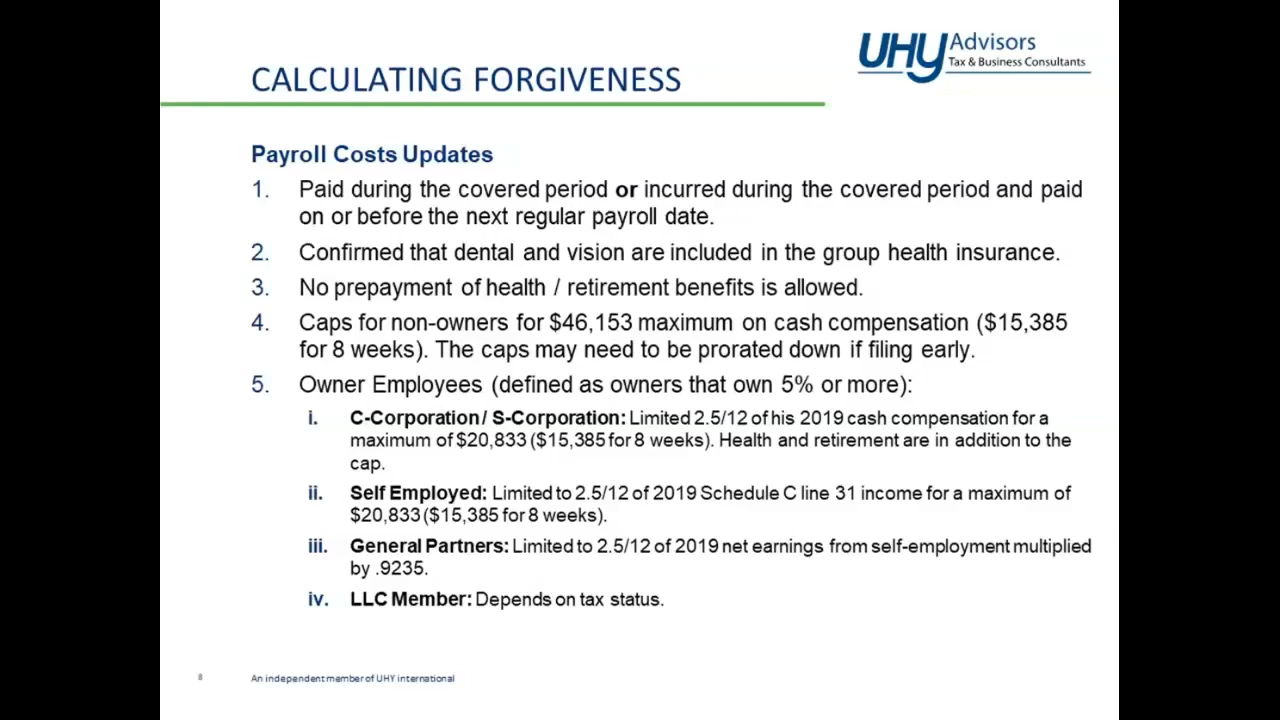 UHY Advisors
Tax & Business Consultants
CALCULATING FORGIVENESS
Payroll Costs Updates
1. Paid during the covered period or incurred during the covered period and paid
on or before the next regular payroll date.
2. Confirmed that dental and vision are included in the group health insurance.
3. No prepayment of health / retirement benefits is allowed.
4. Caps for non-owners for $46,153 maximum on cash compensation ($15,385
for 8 weeks). The caps may need to be prorated down if filing early.
5. Owner Employees (defined as owners that own 5% or more):
i. C-Corporation / S-Corporation: Limited 2.5/12 of his 2019 cash compensation for a
maximum of $20,833 ($15,385 for 8 weeks). Health and retirement are in addition to the
cap.
ii. Self Employed: Limited to 2.5/12 of 2019 Schedule C line 31 income for a maximum of
$20,833 ($15,385 for 8 weeks).
iii. General Partners: Limited to 2.5/12 of 2019 net earnings from self-employment multiplied
by .9235.
iv. LLC Member: Depends on tax status.
8 An independent member of UHY international